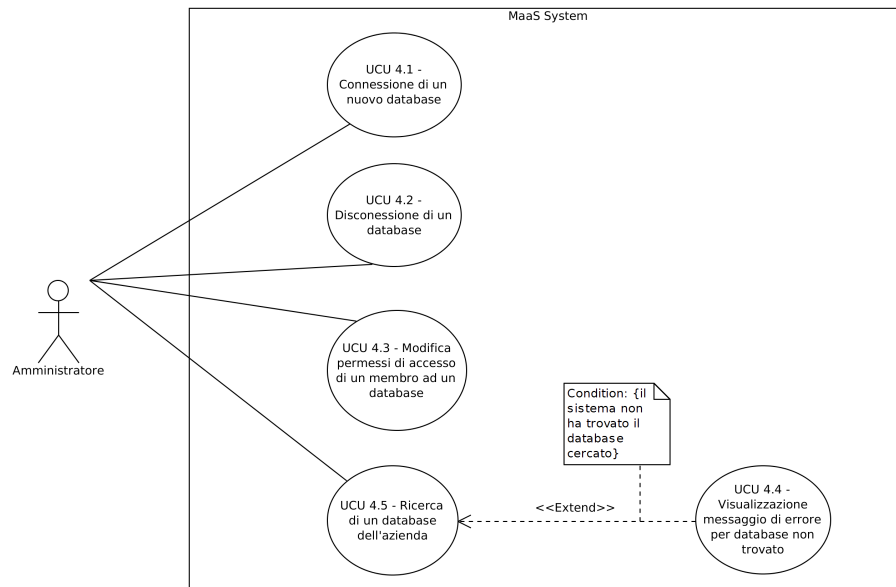 MaaS System
UCU 4.1 -
Connessione di un
nuovo database
UCU 4.2 -
Disconessione di un
database
Amministratore
UCU 4.3 - Modifica
permessi di accesso
di un membro ad un
database
Condition: {il
sistema non
ha trovato il
database
cercato}
UCU 4.5 - Ricerca
di un database
dell'azienda
<<Extend>>
UCU 4.4 -
Visualizzazione
messaggio di errore
per database non
trovato